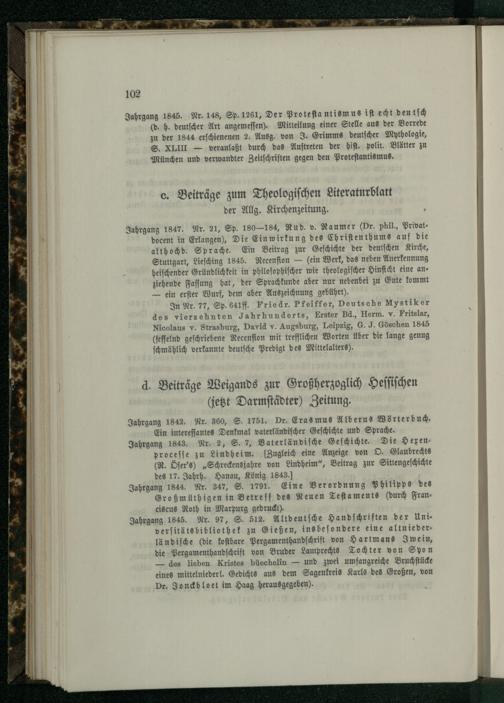 102
Jahrgang 1845. Nr. 148, Sp. 1261, Der Protestantismus ist echt deutsch
(d. h. deutscher Art angemessen). Mitteilung einer Stelle aus der Vorrede
zu der 1844 erschienenen 2. Ausg. von J. Grimms deutscher Mythologie,
S. XLIII — veranlaßt durch das Auftreten der hist. polit. Blätter zu
München und verwandter Zeitschriften gegen den Protestantismus.
c. Beiträge zum Theologischen Literaturblatt
der Allg. Kirchenzeitung.
Jahrgang 1847. Nr. 21, Sp. 180—184, Rud. v. Raumer (Dr. phil., Privat-
docent in Erlangen), Die Einwirkung des Christenthums auf die
althochd. Sprache. Ein Beitrag zur Geschichte der deutschen Kirche,
Stuttgart, Liesching 1845. Recension — (ein Werk, das neben Anerkennung
heischender Gründlichkeit in philosophischer wie theologischer Hinsicht eine an-
ziehende Fassung hat, der Sprachkunde aber nur nebenbei zu Gute kommt
— ein erster Wurf, dem aber Auszeichnung gebührt).
In Nr. 77, Sp. 641ff. Friedr. Pfeiffer, Deutsche Mystiker
des vierzehnten Jahrhunderts, Erster Bd., Herm. v. Fritslar,
Nicolaus v. Strasburg, David v. Augsburg, Leipzig, G. J. Göschen 1845
(fesselnd geschriebene Recension mit trefflichen Worten über die lange genug
schmählich verkannte deutsche Predigt des Mittelalters).
d. Beiträge Weigands zur Großherzoglich Hessischen
(jetzt Darmstädter) Zeitung.
Jahrgang 1842. Nr. 360, S. 1751. Dr. Erasmus Alberus Wörterbuch.
Ein interessantes Denkmal vaterländischer Geschichte und Sprache.
Jahrgang 1843. Nr. 2, S. 7, Vaterländische Geschichte. Die Hexen-
processe zu Lindheim. [Zugleich eine Anzeige von O. Glaubrechts
(R. Öser's) „Schreckensjahre von Lindheim“, Beitrag zur Sittengeschichte
des 17. Jahrh. Hanau, König 1843.]
Jahrgang 1844. Nr. 347, S. 1791. Eine Verordnung Philipps des
Großmüthigen in Betreff des Neuen Testaments (durch Fran-
ciscus Roth in Marpurg gedruckt).
Jahrgang 1845. Nr. 97, S. 512. Altdeutsche Handschriften der Uni-
versitätsbibliothek zu Gießen, insbesondere eine altnieder-
ländische (die kostbare Pergamenthandschrift von Hartmans Iwein,
die Pergamenthandschrift von Bruder Lamprechts Tochter von Syon
— des lieben Kristes büechelin — und zwei umfangreiche Bruchstücke
eines mittelniederl. Gedichts aus dem Sagenkreis Karls des Großen, von
Dr. Jonckbloet im Haag herausgegeben).